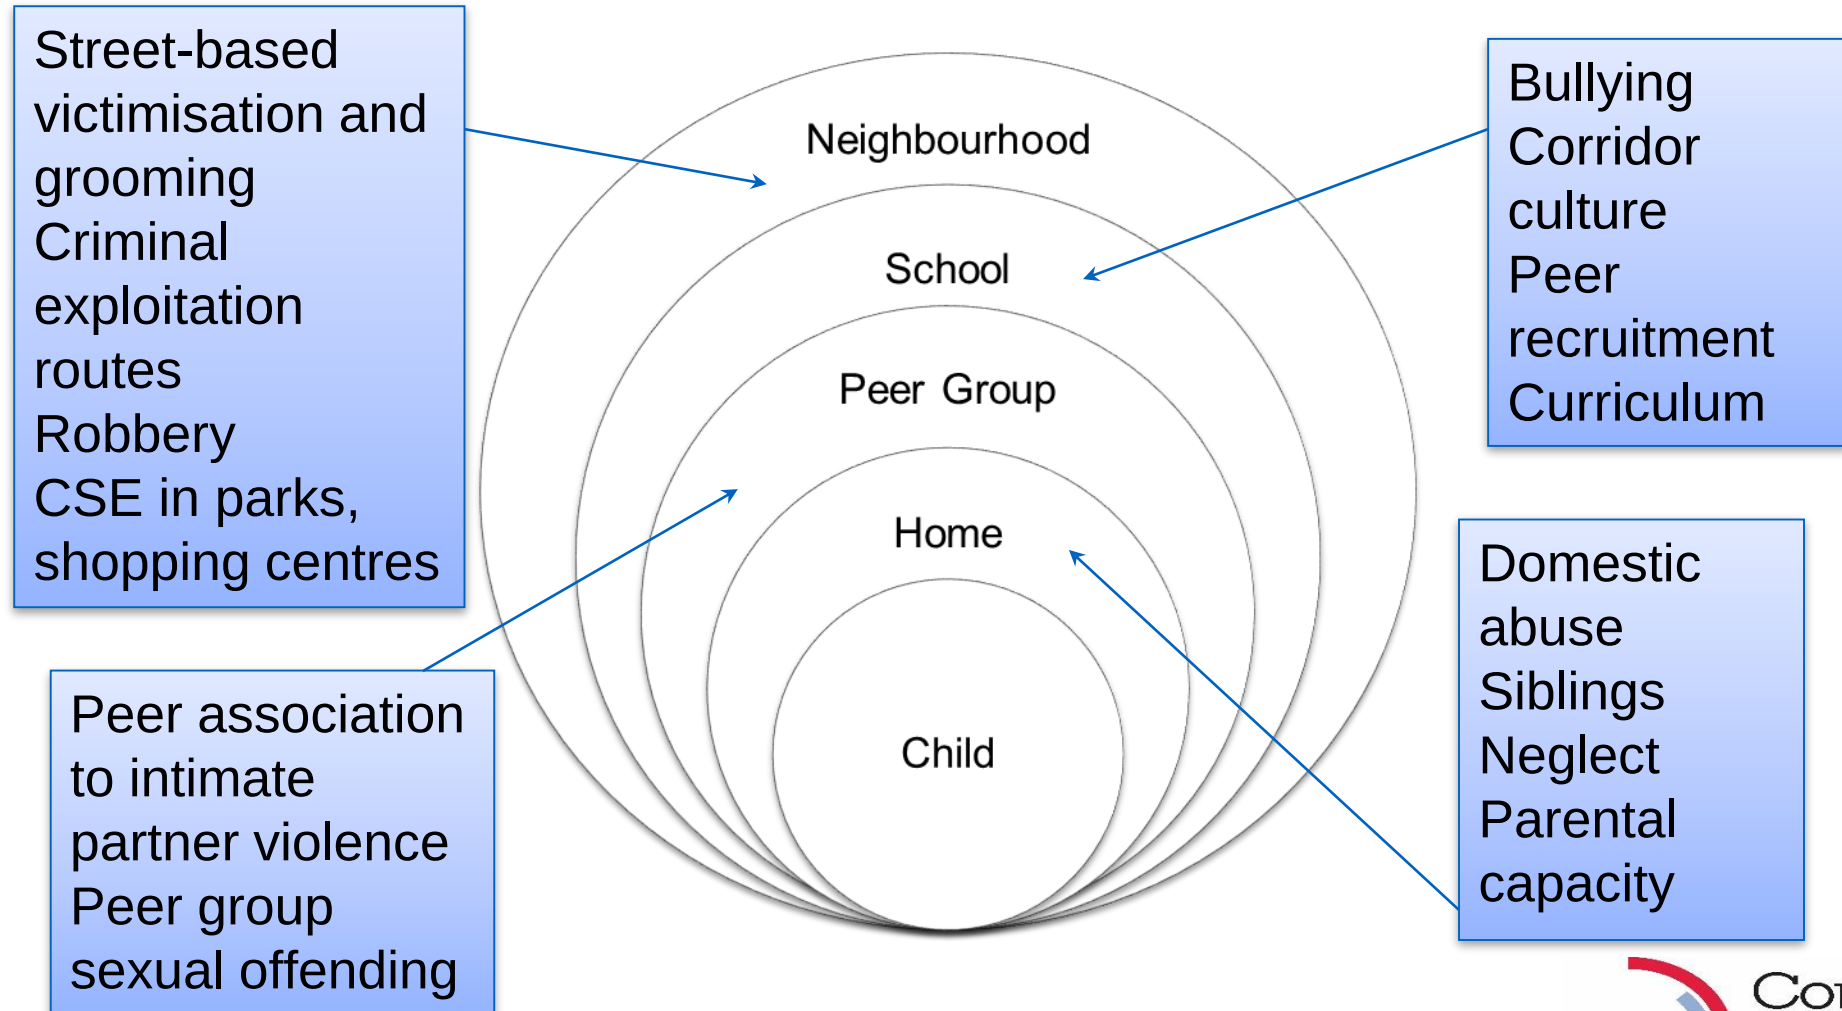 Street-based
victimisation and
grooming
Criminal
exploitation
routes
Robbery
CSE in parks,
shopping centres
Neighbourhood
School
Peer Group
Home
Child
Bullying
Corridor
culture
Peer
recruitment
Curriculum
Peer association
to intimate
partner violence
Peer group
sexual offending
Domestic
abuse
Siblings
Neglect
Parental
capacity